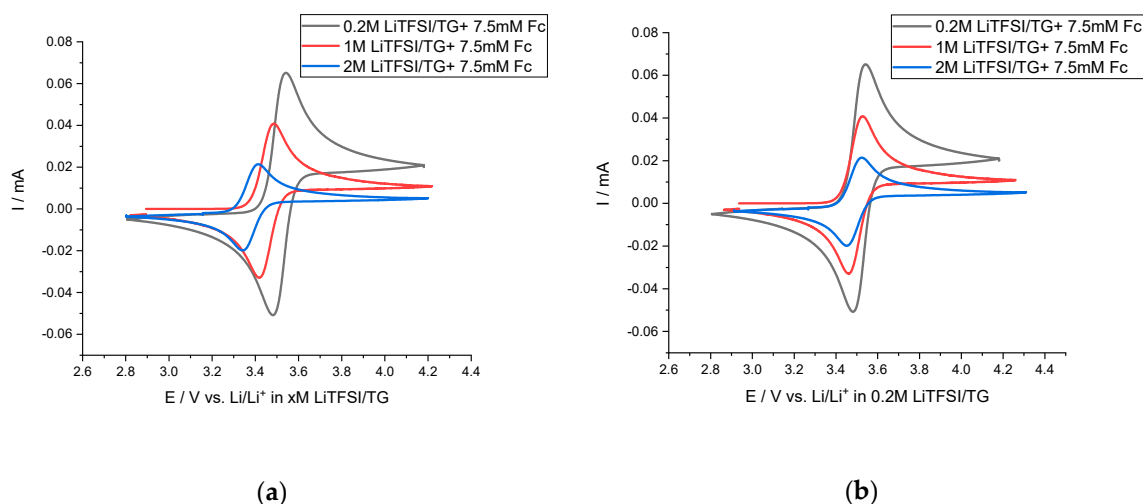 0.2M LiTFSI/TG+ 7.5mM Fc
1M LiTFSI/TG+ 7.5mM Fc
2M LiTFSI/TG+ 7.5mM Fc
0.08
0.06
0.04
0.02
0.00
-0.02
-0.04
-0.06
I / mA
2.6 2.8 3.0 3.2 3.4 3.6 3.8 4.0 4.2 4.4
E / V vs. Li/Li⁺ in xM LiTFSI/TG
(a)
0.2M LiTFSI/TG+ 7.5mM Fc
1M LiTFSI/TG+ 7.5mM Fc
2M LiTFSI/TG+ 7.5mM Fc
0.08
0.06
0.04
0.02
0.00
-0.02
-0.04
-0.06
I / mA
2.6 2.8 3.0 3.2 3.4 3.6 3.8 4.0 4.2 4.4
E / V vs. Li/Li⁺ in 0.2M LiTFSI/TG
(b)